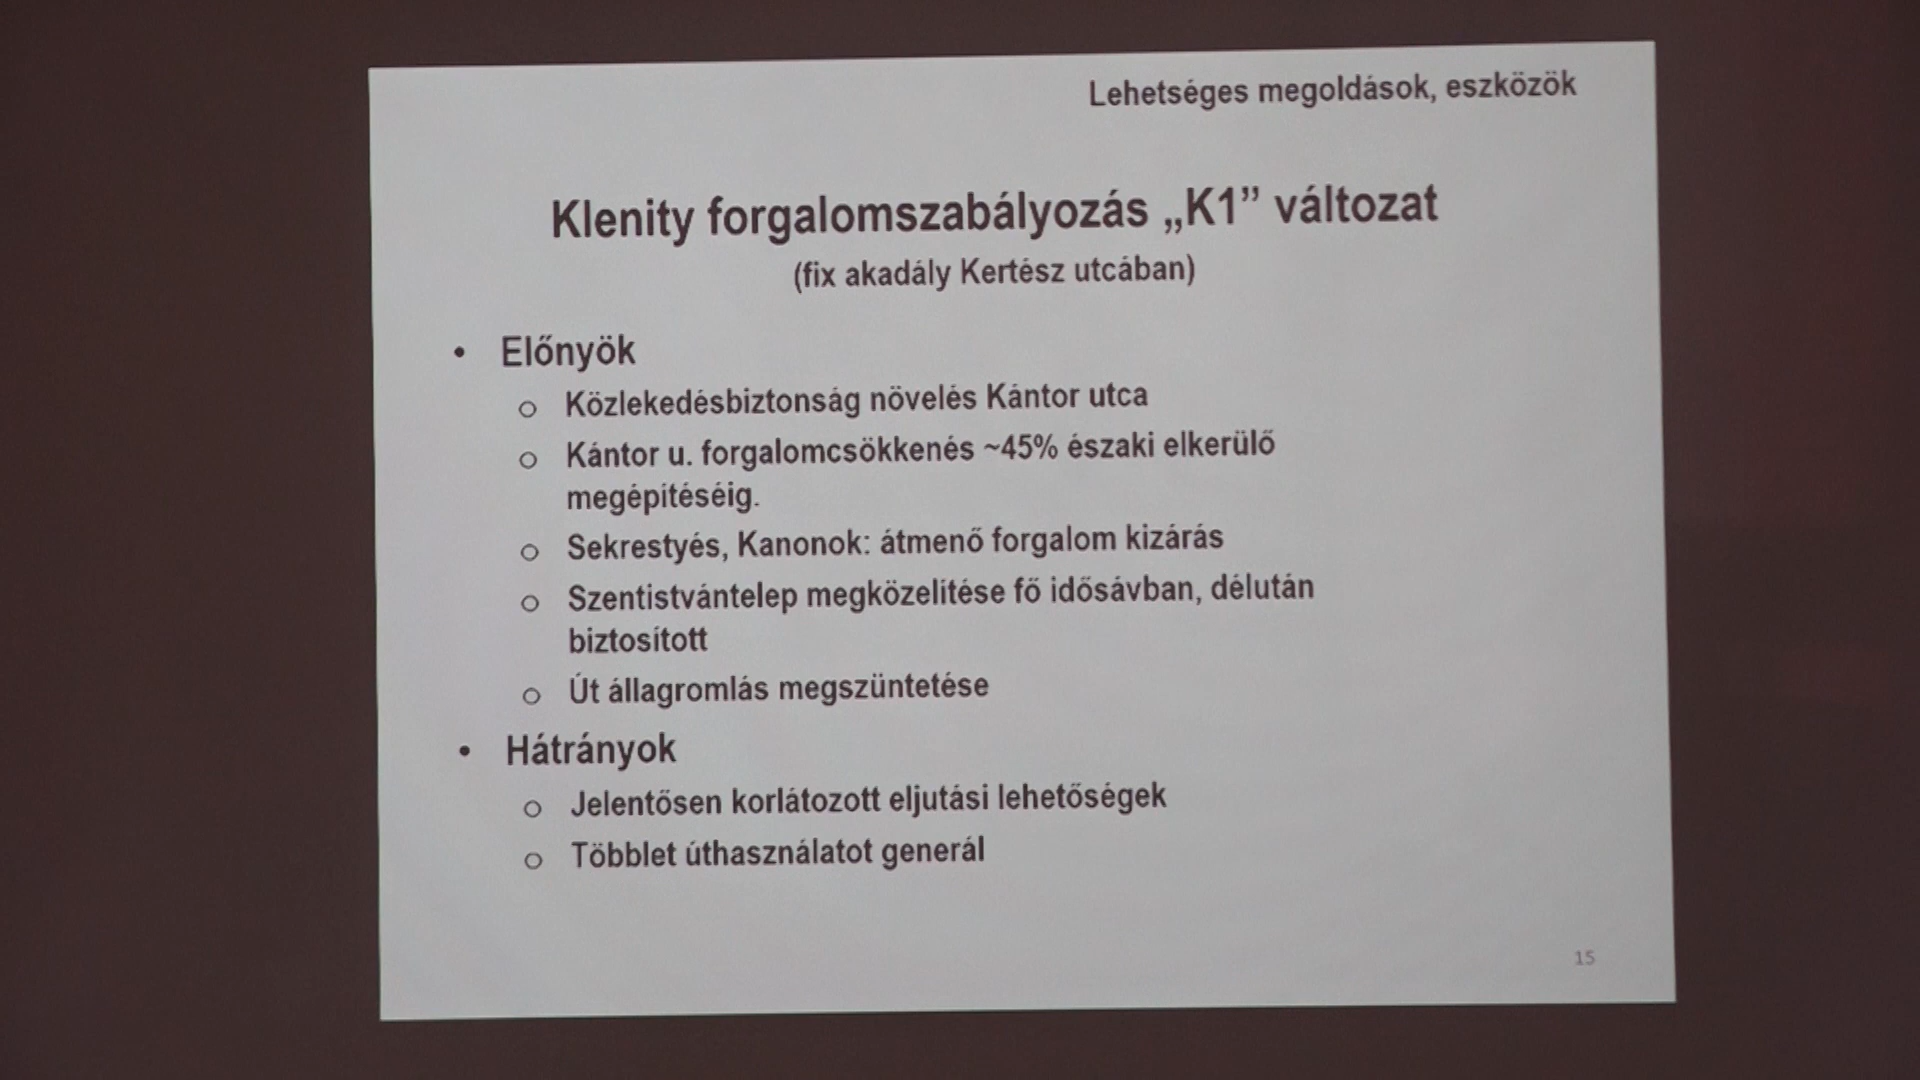 Lehetséges megoldások, eszközök
Klenity forgalomszabályozás „K1” változat
(fix akadály Kertész utcában)
• Előnyök
o Közlekedésbiztonság növelés Kántor utca
o Kántor u. forgalomcsökkenés ~45% északi elkerülő
megépítéséig.
o Sekrestyés, Kanonok: átmenő forgalom kizárás
o Szentistvántelep megközelítése fő idősávban, délután
biztosított
o Út állagromlás megszüntetése
• Hátrányok
o Jelentősen korlátozott eljutási lehetőségek
o Többlet úthasználatot generál
15